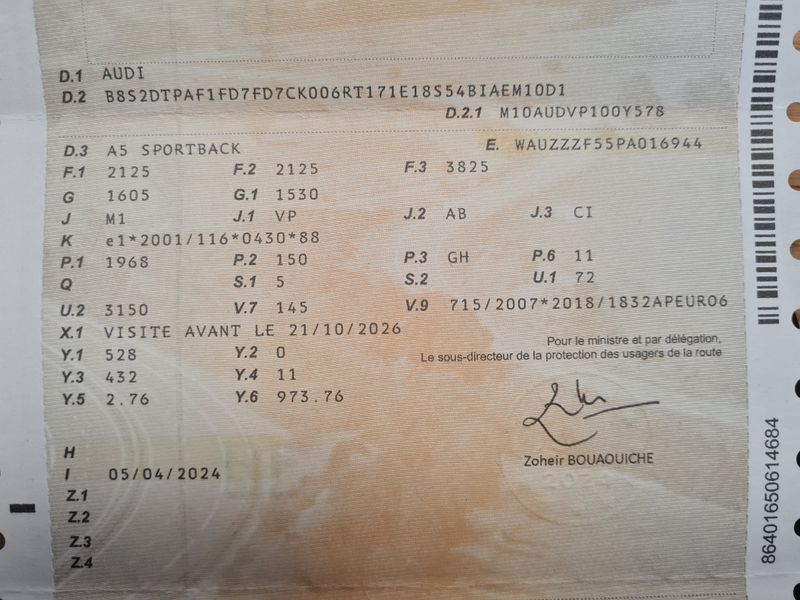 D.1 AUDI
D.2 B8S2DTPAF1FD7FD7CK006RT171E18S54BIAEM10D1
D.2.1 M10AUDVP100Y578
D.3 A5 SPORTBACK E. WAUZZZF55PA016944
F.1 2125 F.2 2125 F.3 3825
G 1605 G.1 1530
J M1 J.1 VP J.2 AB J.3 CI
K e1*2001/116*0430*88
P.1 1968 P.2 150 P.3 GH P.6 11
Q S.1 5 S.2 U.1 72
U.2 3150 V.7 145 V.9 715/2007*2018/1832APEURO6
X.1 VISITE AVANT LE 21/10/2026
Pour le ministre et par délégation,
Le sous-directeur de la protection des usagers de la route
Y.1 528 Y.2 0
Y.3 432 Y.4 11
Y.5 2.76 Y.6 973.76
Zoheir BOUAOUICHE
H
I 05/04/2024
Z.1
Z.2
Z.3
Z.4
86401650614684